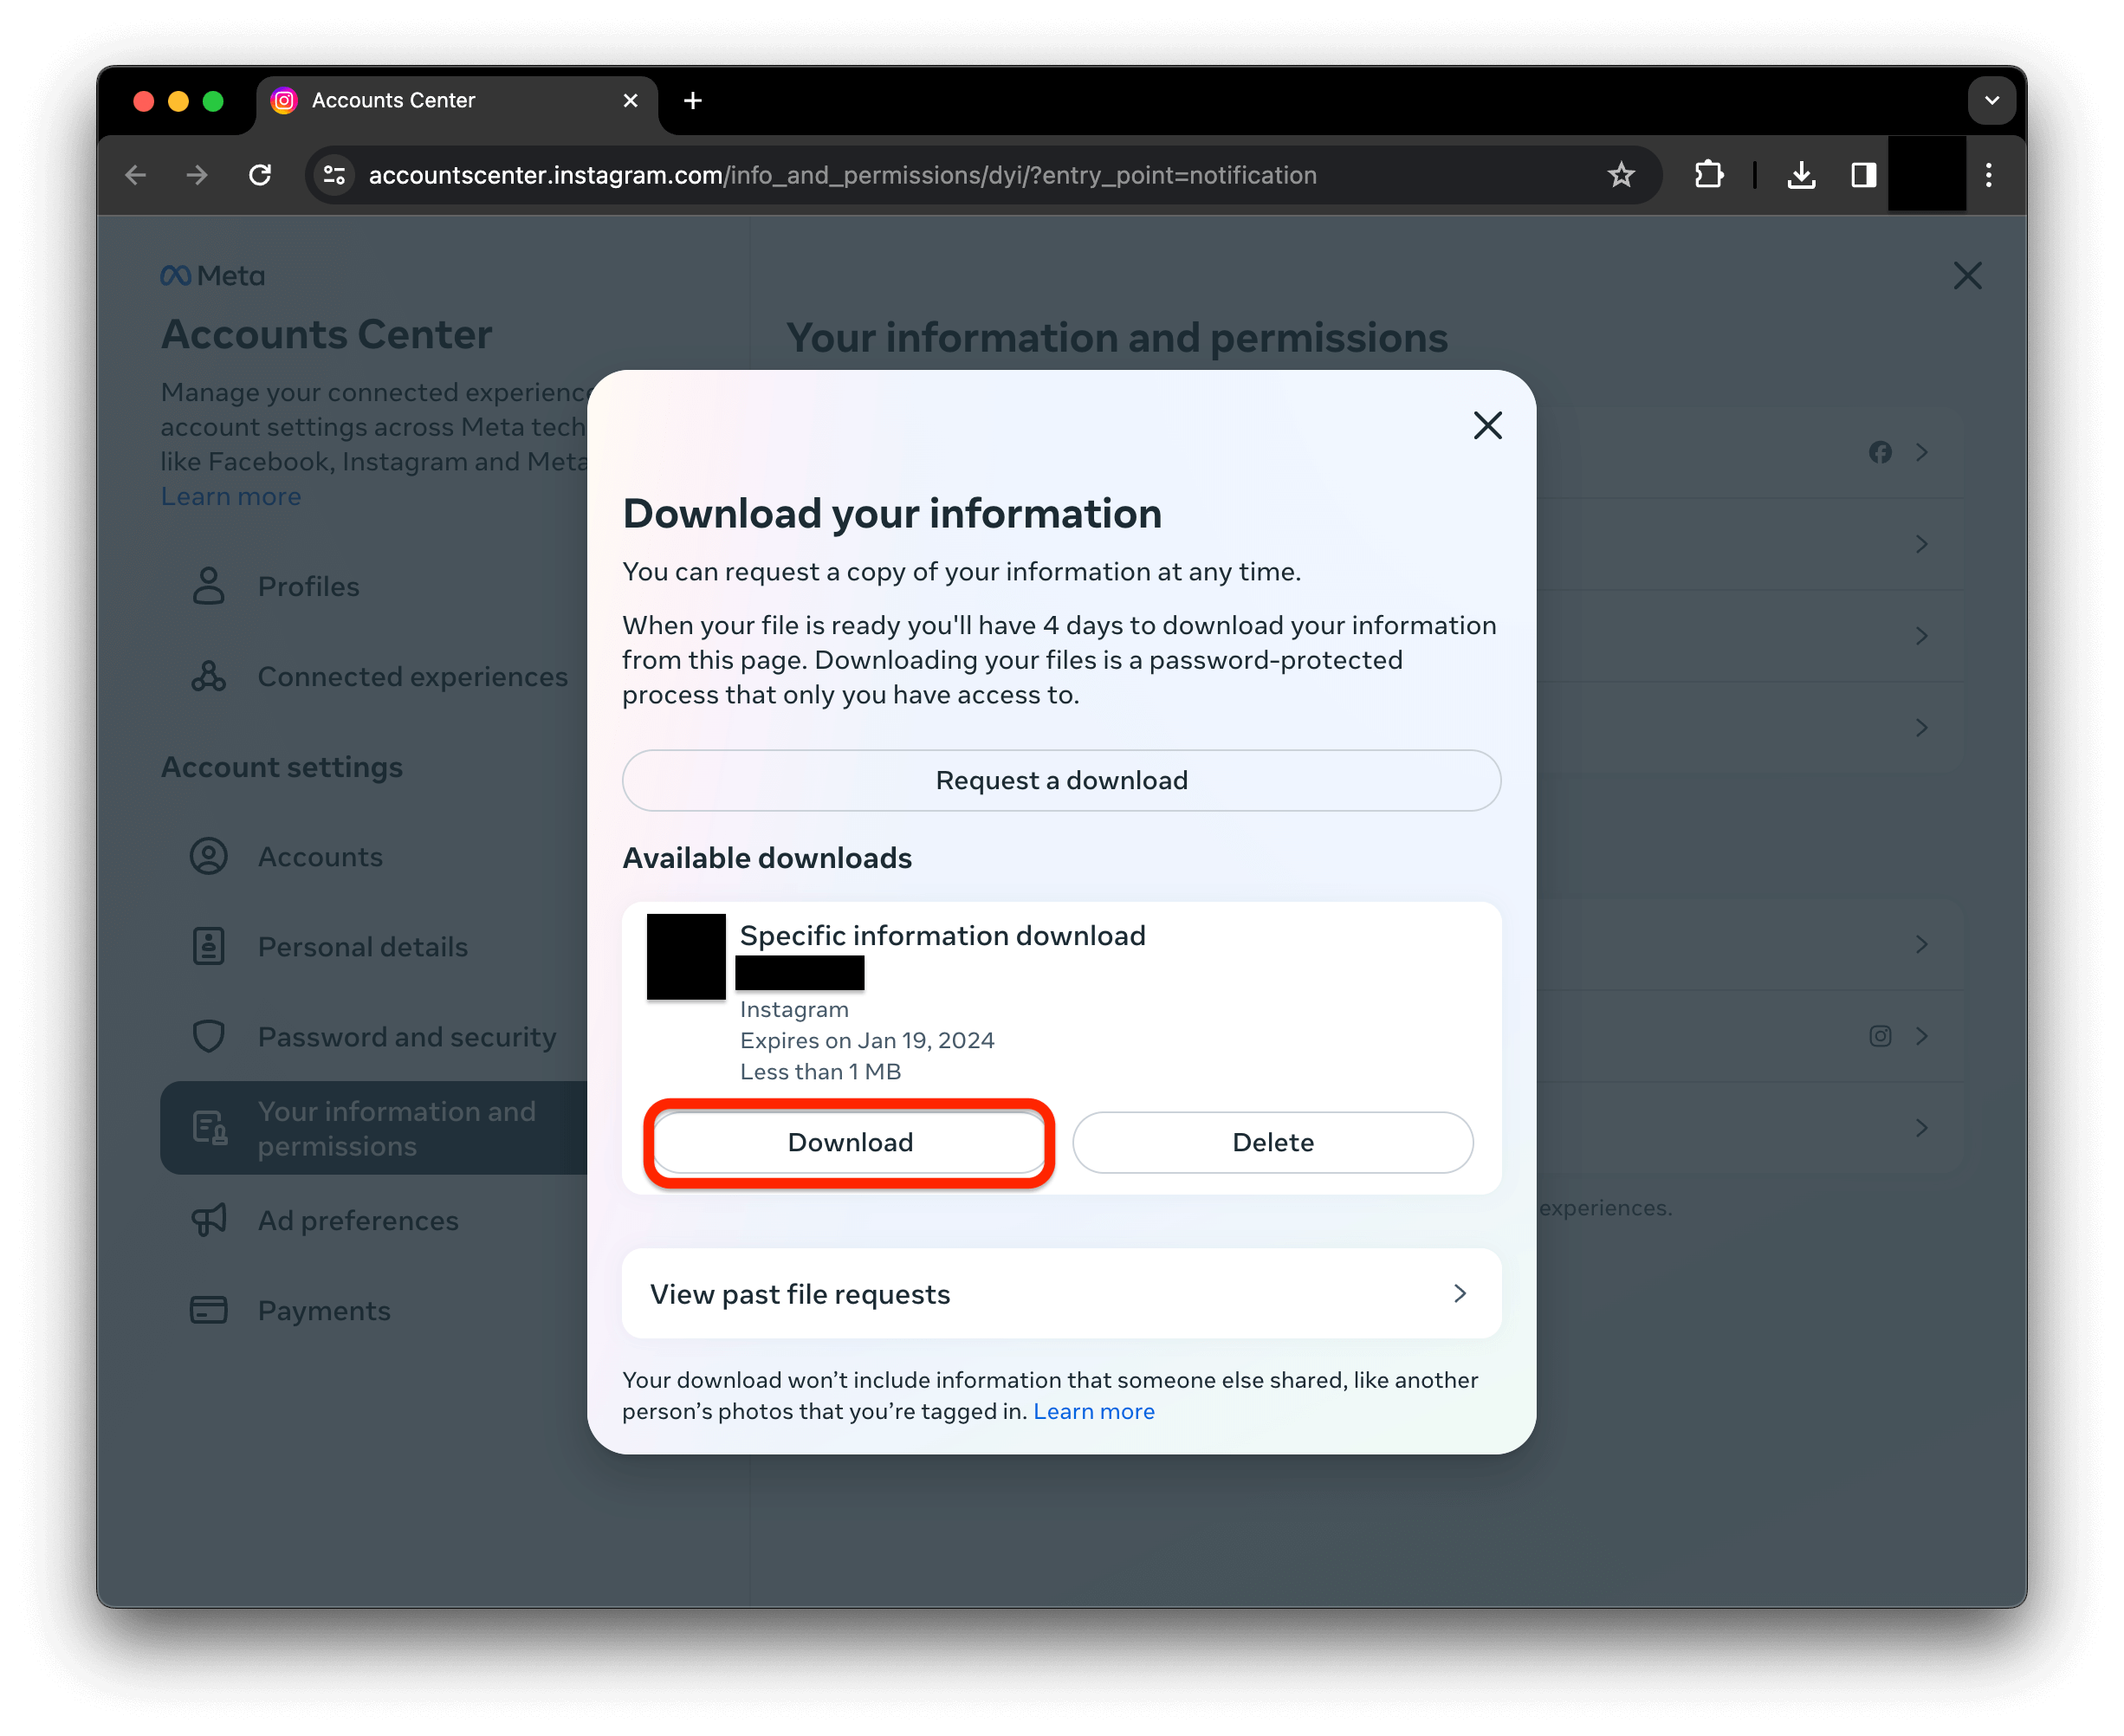 Accounts Center
accountscenter.instagram.com/info_and_permissions/dyi/?entry_point=notification
Meta
Accounts Center
Manage your connected
account settings across Meta
like Facebook, Instagram and
Learn more
Profiles
Connected experiences
Account settings
Accounts
Personal details
Password and security
Your information and
permissions
Ad preferences
Payments
Your information and permissions
experiences.
Download your information
You can request a copy of your information at any time.
When your file is ready you'll have 4 days to download your information
from this page. Downloading your files is a password-protected
process that only you have access to.
Request a download
Available downloads
Specific information download
Instagram
Expires on Jan 19, 2024
Less than 1 MB
Download
Delete
View past file requests
Your download won’t include information that someone else shared, like another
person’s photos that you’re tagged in. Learn more